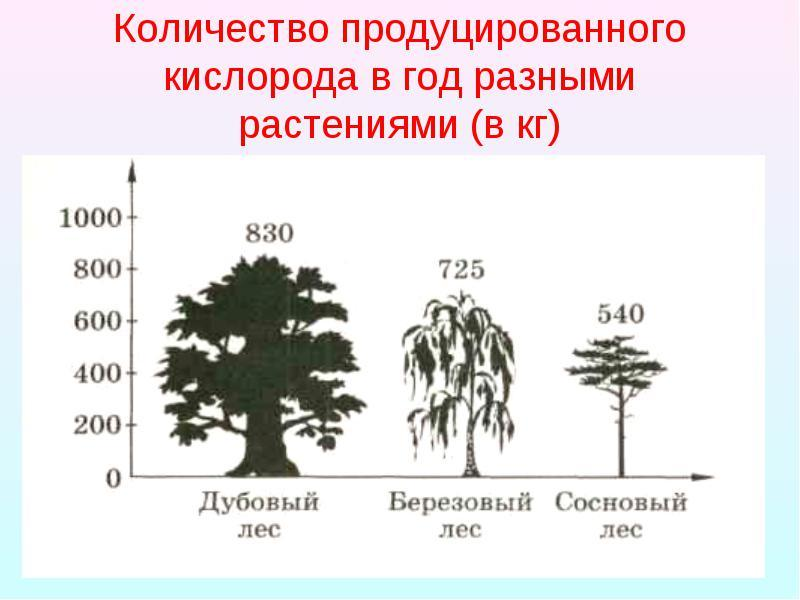 Количество продуцированного
кислорода в год разными
растениями (в кг)
1000
830
800
725
600
540
400
200
0
Дубовый Березовый Сосновый
лес лес лес